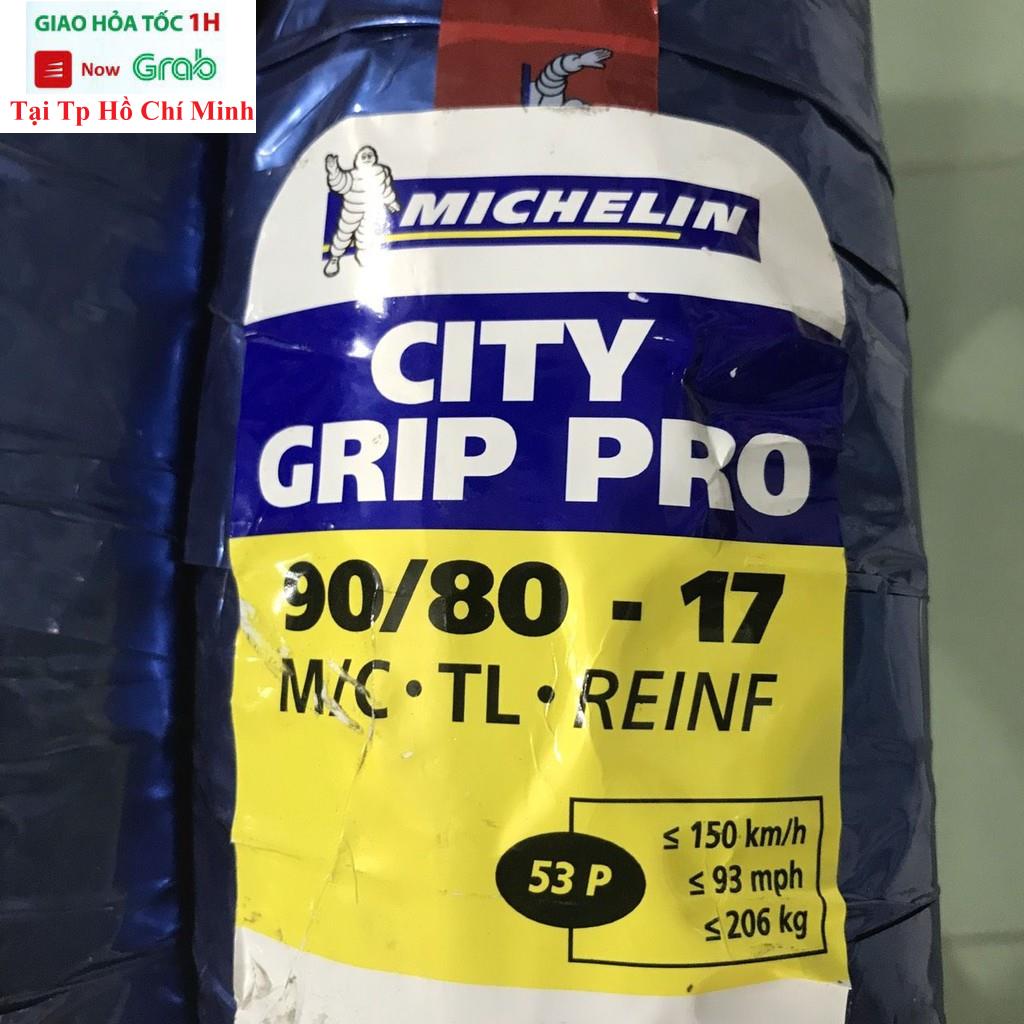 GIAO HỎA TỐC 1H
Now Grab
Tại Tp Hồ Chí Minh
MICHELIN
CITY
GRIP PRO
90/80 - 17
M/C • TL • REINF
53 P
≤ 150 km/h
≤ 93 mph
≤ 206 kg